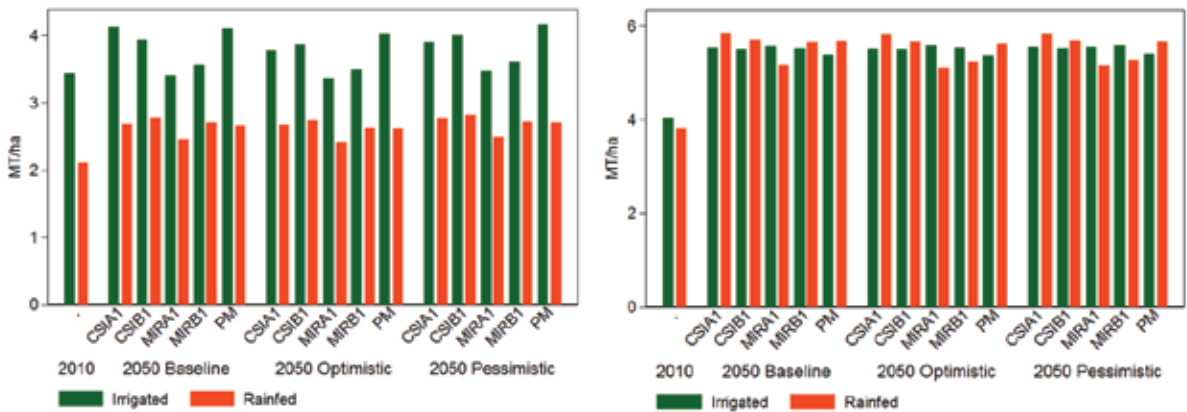 MT/ha
4
3
2
1
0
-
CSIA1
CSIB1
MIRA1
MIRB1
PM
CSIA1
CSIB1
MIRA1
MIRB1
PM
CSIA1
CSIB1
MIRA1
MIRB1
PM
2010
2050 Baseline
2050 Optimistic
2050 Pessimistic
Irrigated
Rainfed
MT/ha
6
4
2
0
-
CSIA1
CSIB1
MIRA1
MIRB1
PM
CSIA1
CSIB1
MIRA1
MIRB1
PM
CSIA1
CSIB1
MIRA1
MIRB1
PM
2010
2050 Baseline
2050 Optimistic
2050 Pessimistic
Irrigated
Rainfed